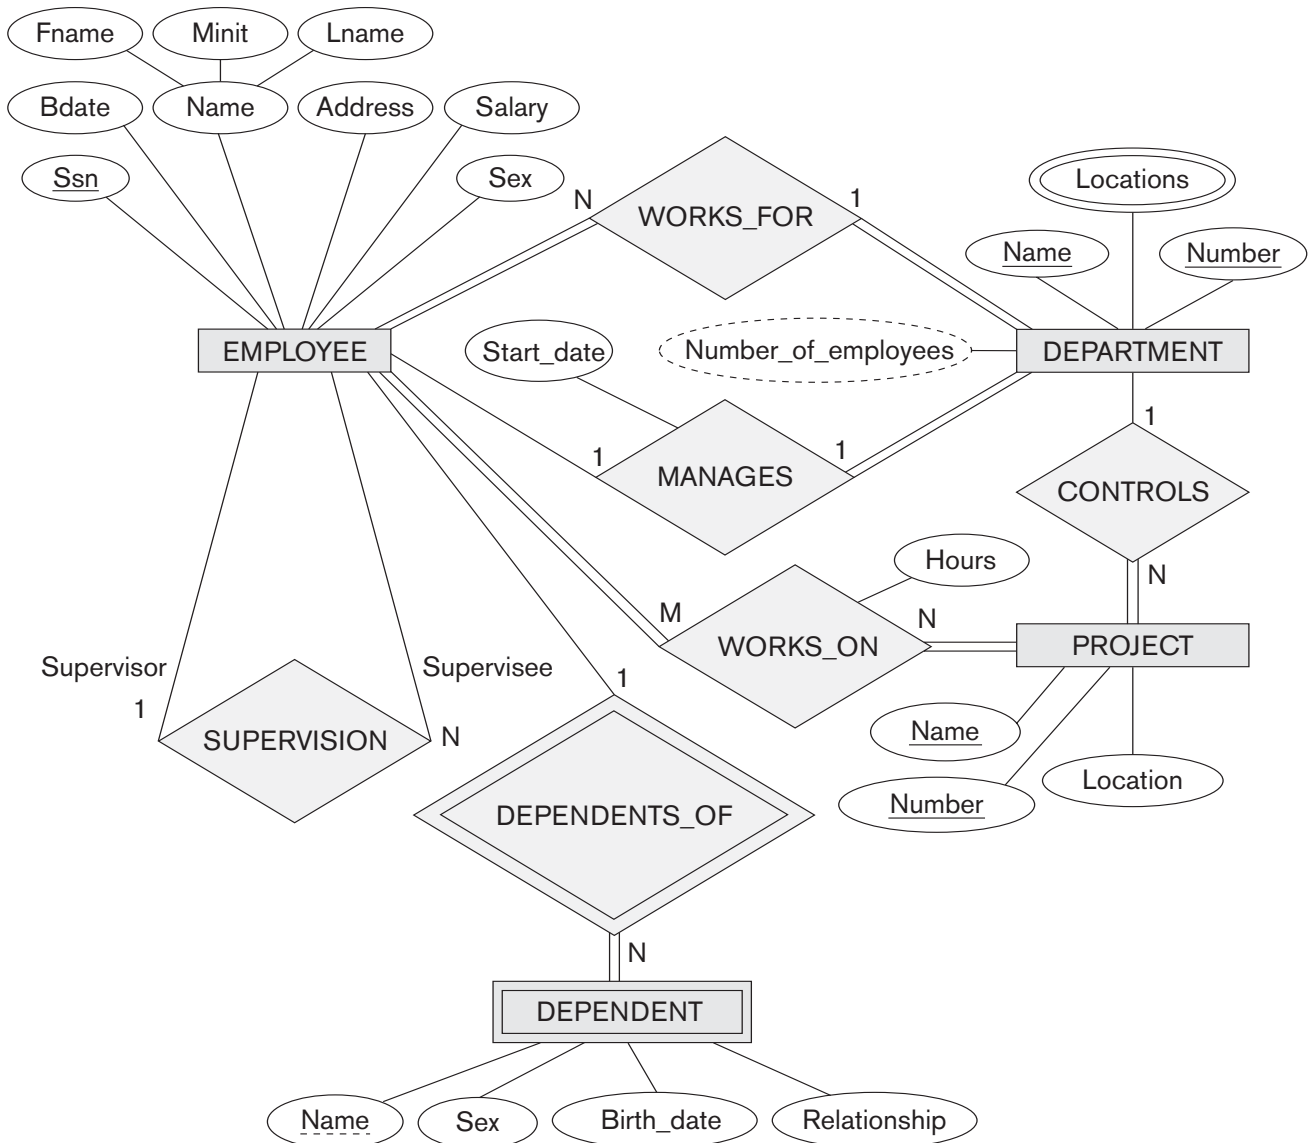 Fname
Minit
Lname
Bdate
Name
Address
Salary
Ssn
Sex
N
WORKS_FOR
1
Locations
Name
Number
EMPLOYEE
Start_date
Number_of_employees
DEPARTMENT
1
MANAGES
1
1
CONTROLS
N
Hours
M
WORKS_ON
N
PROJECT
Supervisor
1
SUPERVISION
Supervisee
N
1
Name
Number
Location
DEPENDENTS_OF
N
DEPENDENT
Name
Sex
Birth_date
Relationship